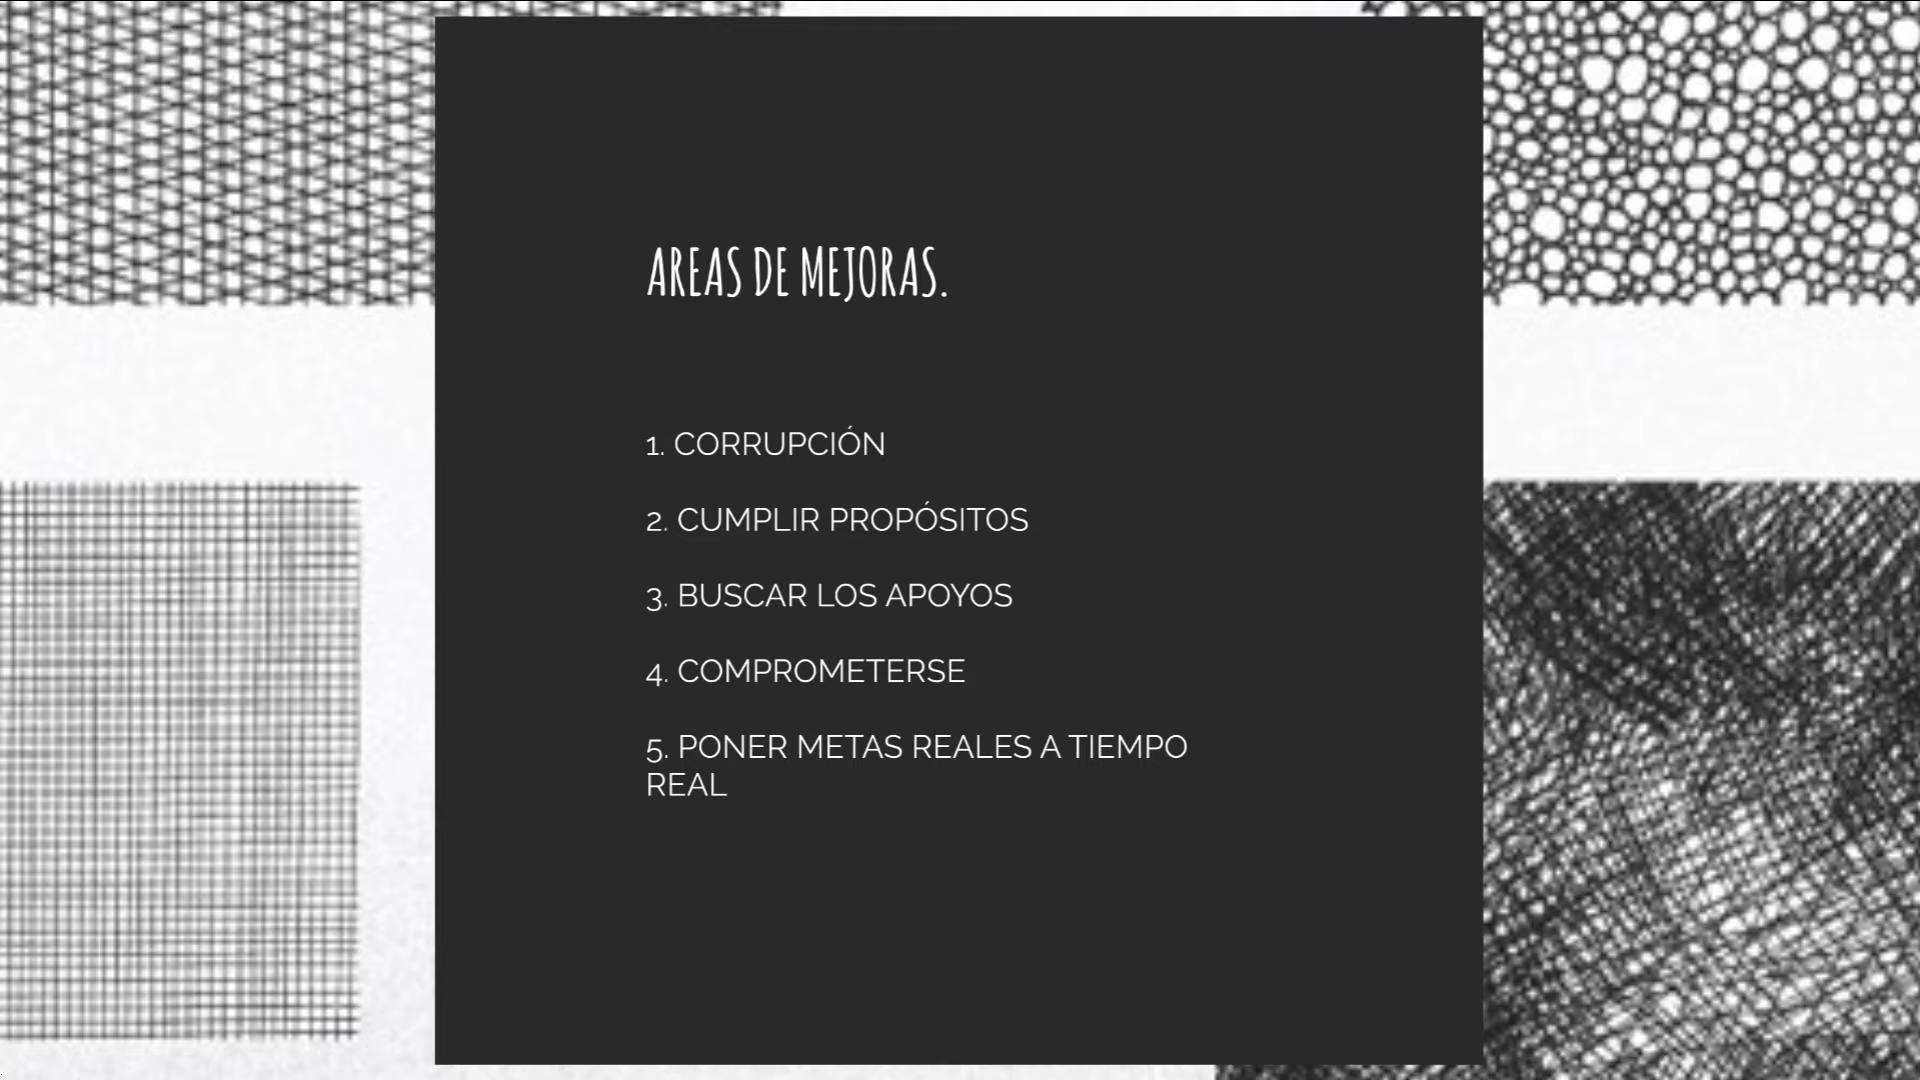 AREAS DE MEJORAS.
1. CORRUPCIÓN
2. CUMPLIR PROPÓSITOS
3. BUSCAR LOS APOYOS
4. COMPROMETERSE
5. PONER METAS REALES A TIEMPO
REAL